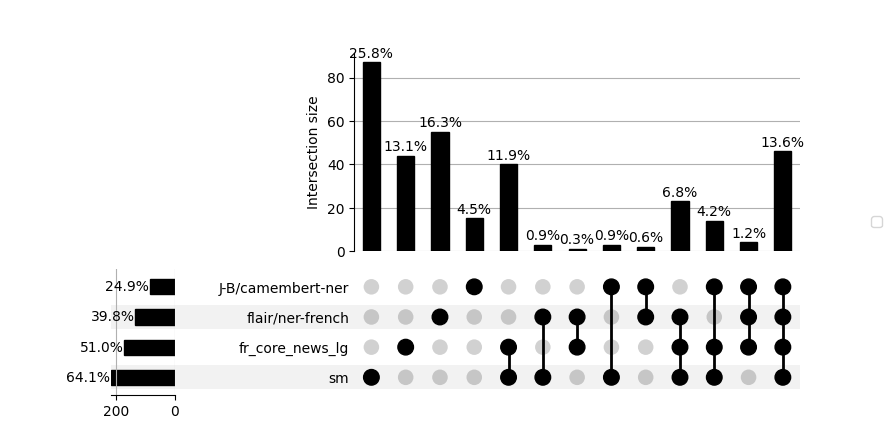 25.8%
80
16.3%
60
13.1%
11.9%
13.6%
40
6.8%
4.5%
4.2%
20
0.9% 0.3% 0.9% 0.6% 1.2%
0
Intersection size
24.9% J-B/camembert-ner
39.8% flair/ner-french
51.0% fr_core_news_lg
64.1% sm
200 0